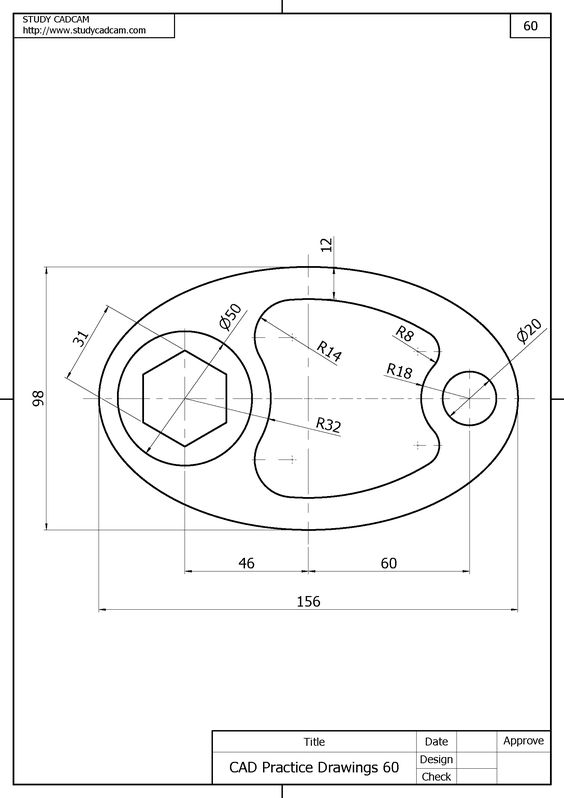 STUDY CADCAM
http://www.studycadcam.com
60
12
Ø50
Ø20
31
R14
R8
R18
R32
98
46
60
156
Title
Date
Approve
CAD Practice Drawings 60
Design
Check